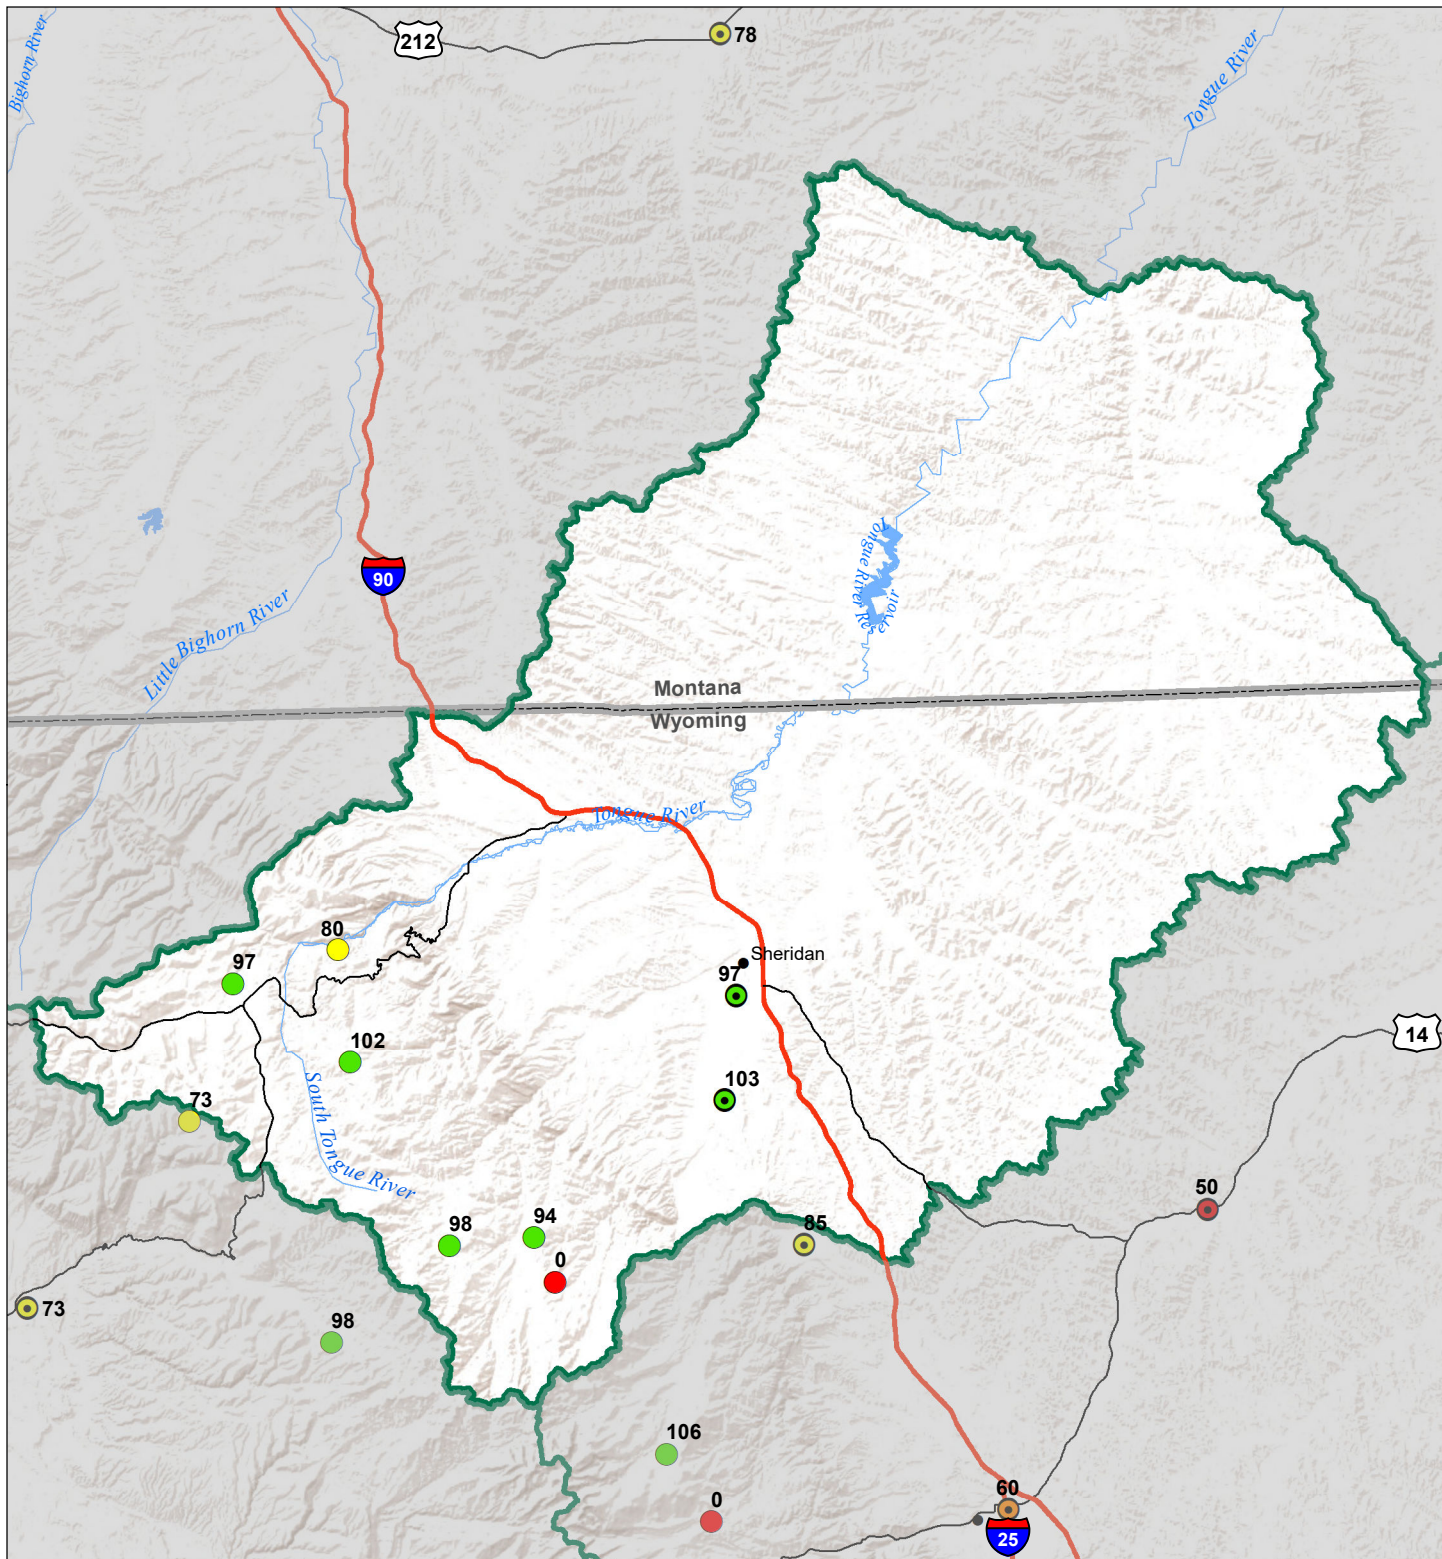 212
78
Bighorn River
Tongue River
90
Tongue River Reservoir
Little Bighorn River
Montana
Wyoming
Tongue River
80
97
Sheridan
97
102
14
103
73
South Tongue River
50
98
94
85
0
73
98
106
0
60
25